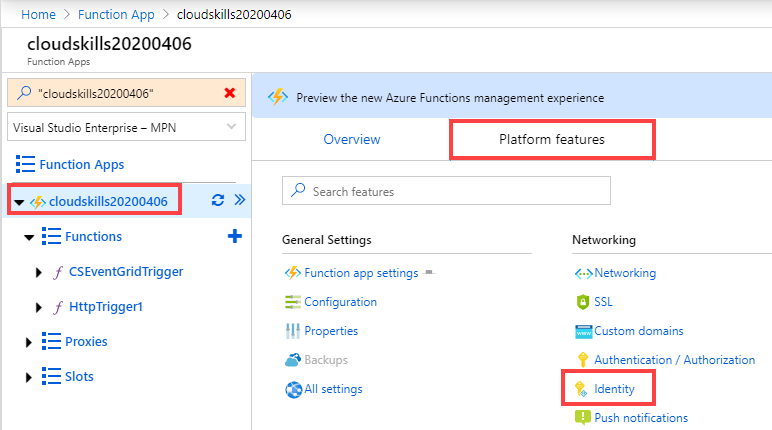 Home > Function App > cloudskills20200406
cloudskills20200406
Function Apps
"cloudskills20200406"
Visual Studio Enterprise – MPN
Function Apps
cloudskills20200406
Functions
CSEventGridTrigger
HttpTrigger1
Proxies
Slots
Preview the new Azure Functions management experience
Overview
Platform features
Search features
General Settings
Function app settings
Configuration
Properties
Backups
All settings
Networking
Networking
SSL
Custom domains
Authentication / Authorization
Identity
Push notifications